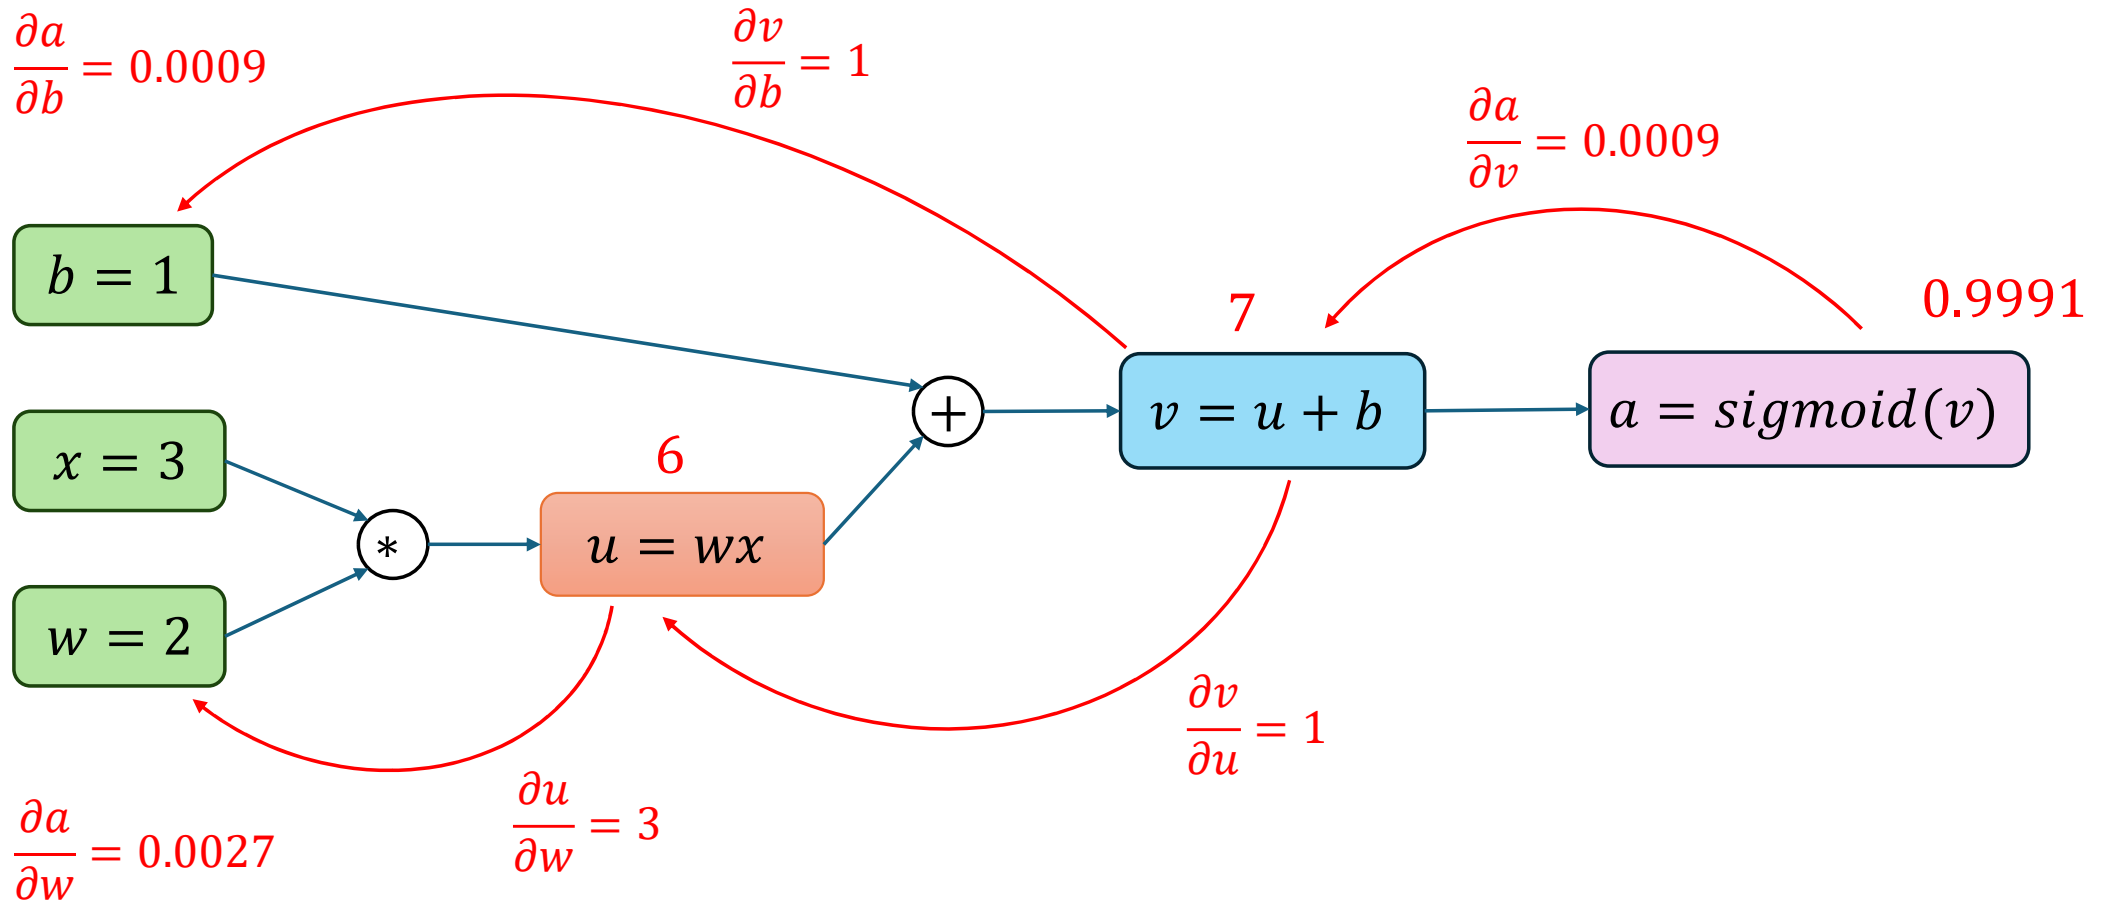 ∂a/∂b = 0.0009
∂v/∂b = 1
∂a/∂v = 0.0009
b = 1
7
0.9991
x = 3
+
v = u + b
a = sigmoid(v)
6
*
u = wx
w = 2
∂v/∂u = 1
∂u/∂w = 3
∂a/∂w = 0.0027